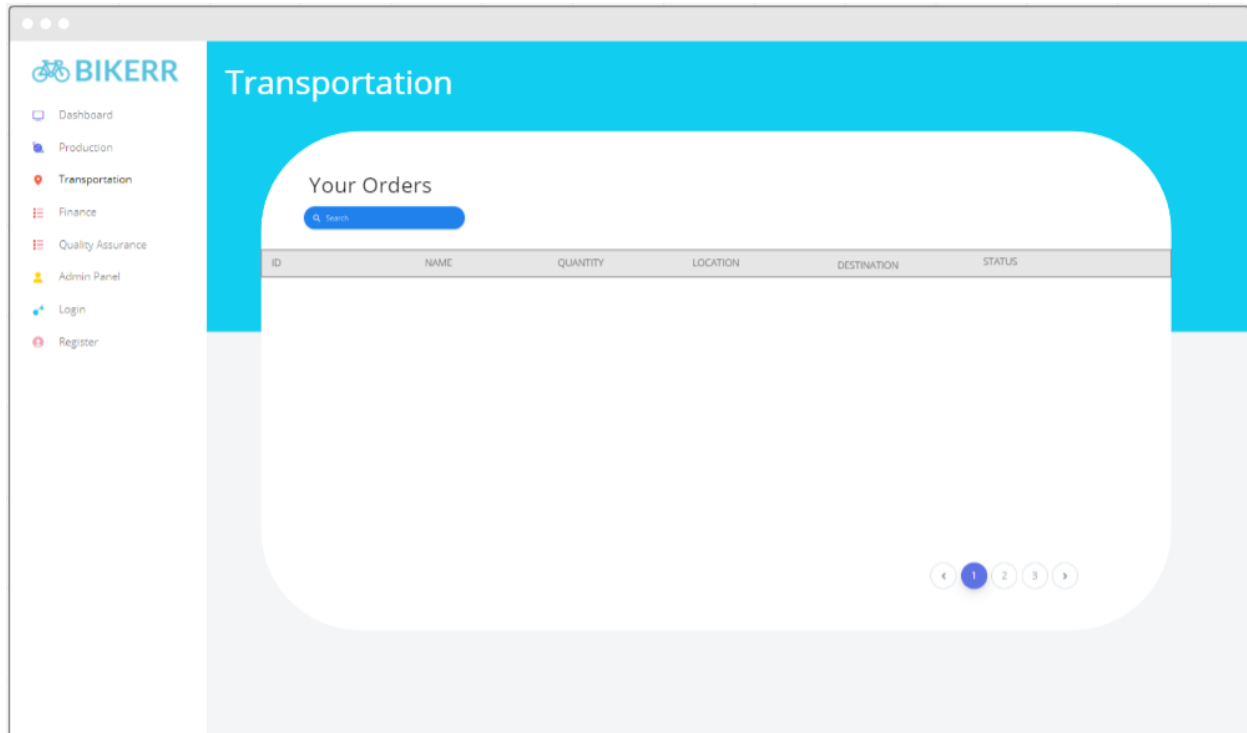 BIKERR
Transportation
Dashboard
Production
Transportation
Finance
Quality Assurance
Admin Panel
Login
Register
Your Orders
Search
ID NAME QUANTITY LOCATION DESTINATION STATUS
1 2 3